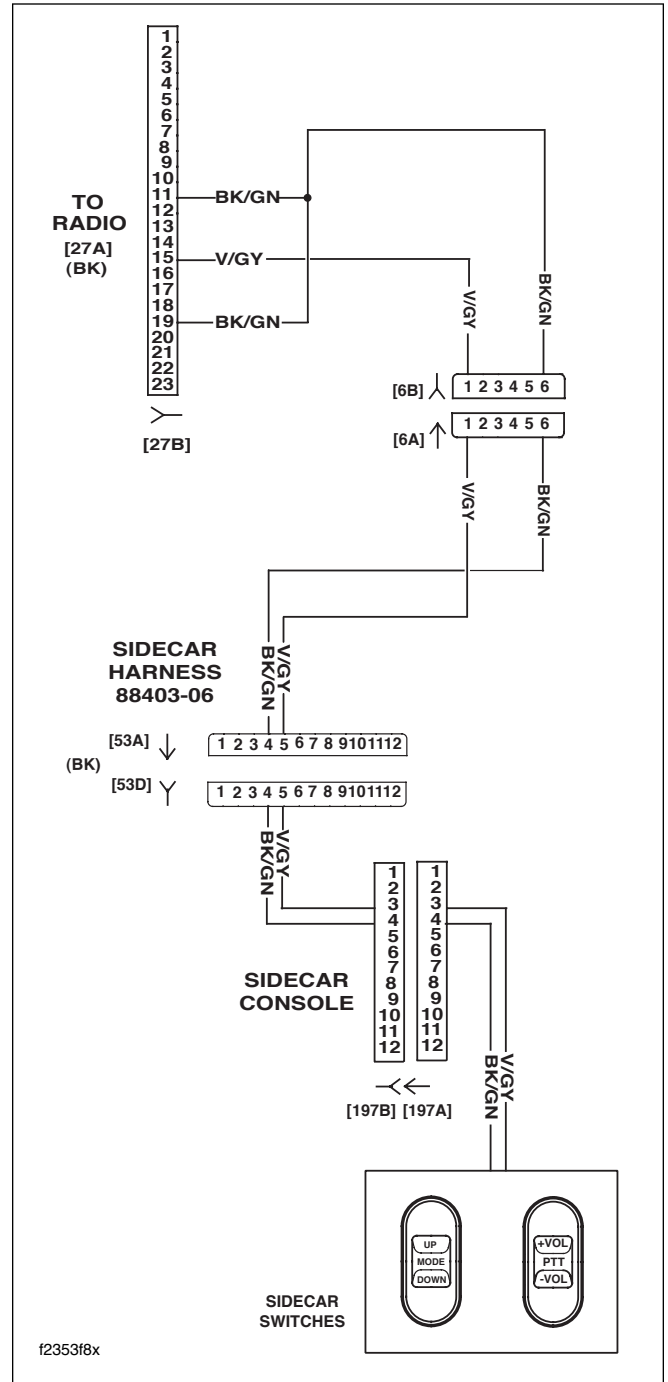 1
2
3
4
5
6
7
8
9
10
11
12
13
14
15
16
17
18
19
20
21
22
23
TO
RADIO
[27A]
(BK)
[27B]
BK/GN
V/GY
BK/GN
V/GY
BK/GN
[6B]
1 2 3 4 5 6
[6A]
1 2 3 4 5 6
V/GY
BK/GN
SIDECAR
HARNESS
88403-06
BK/GN
V/GY
[53A]
1 2 3 4 5 6 7 8 9 10 11 12
(BK)
[53D]
1 2 3 4 5 6 7 8 9 10 11 12
BK/GN
V/GY
SIDECAR
CONSOLE
1
2
3
4
5
6
7
8
9
10
11
12
1
2
3
4
5
6
7
8
9
10
11
12
[197B] [197A]
BK/GN
V/GY
UP
MODE
DOWN
+VOL
PTT
-VOL
SIDECAR
SWITCHES
f2353f8x